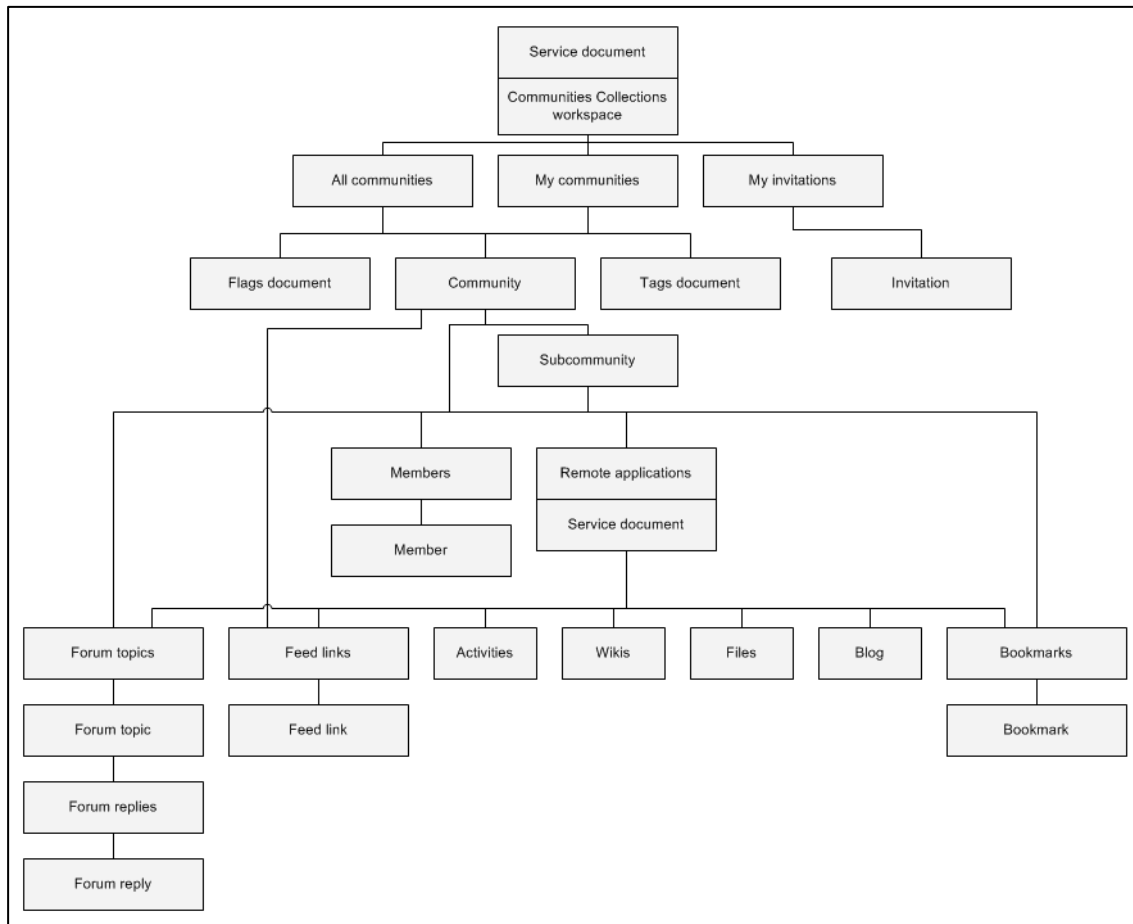 Service document
Communities Collections
workspace
All communities
My communities
My invitations
Flags document
Community
Tags document
Invitation
Subcommunity
Members
Remote applications
Service document
Member
Forum topics
Feed links
Activities
Wikis
Files
Blog
Bookmarks
Forum topic
Feed link
Bookmark
Forum replies
Forum reply